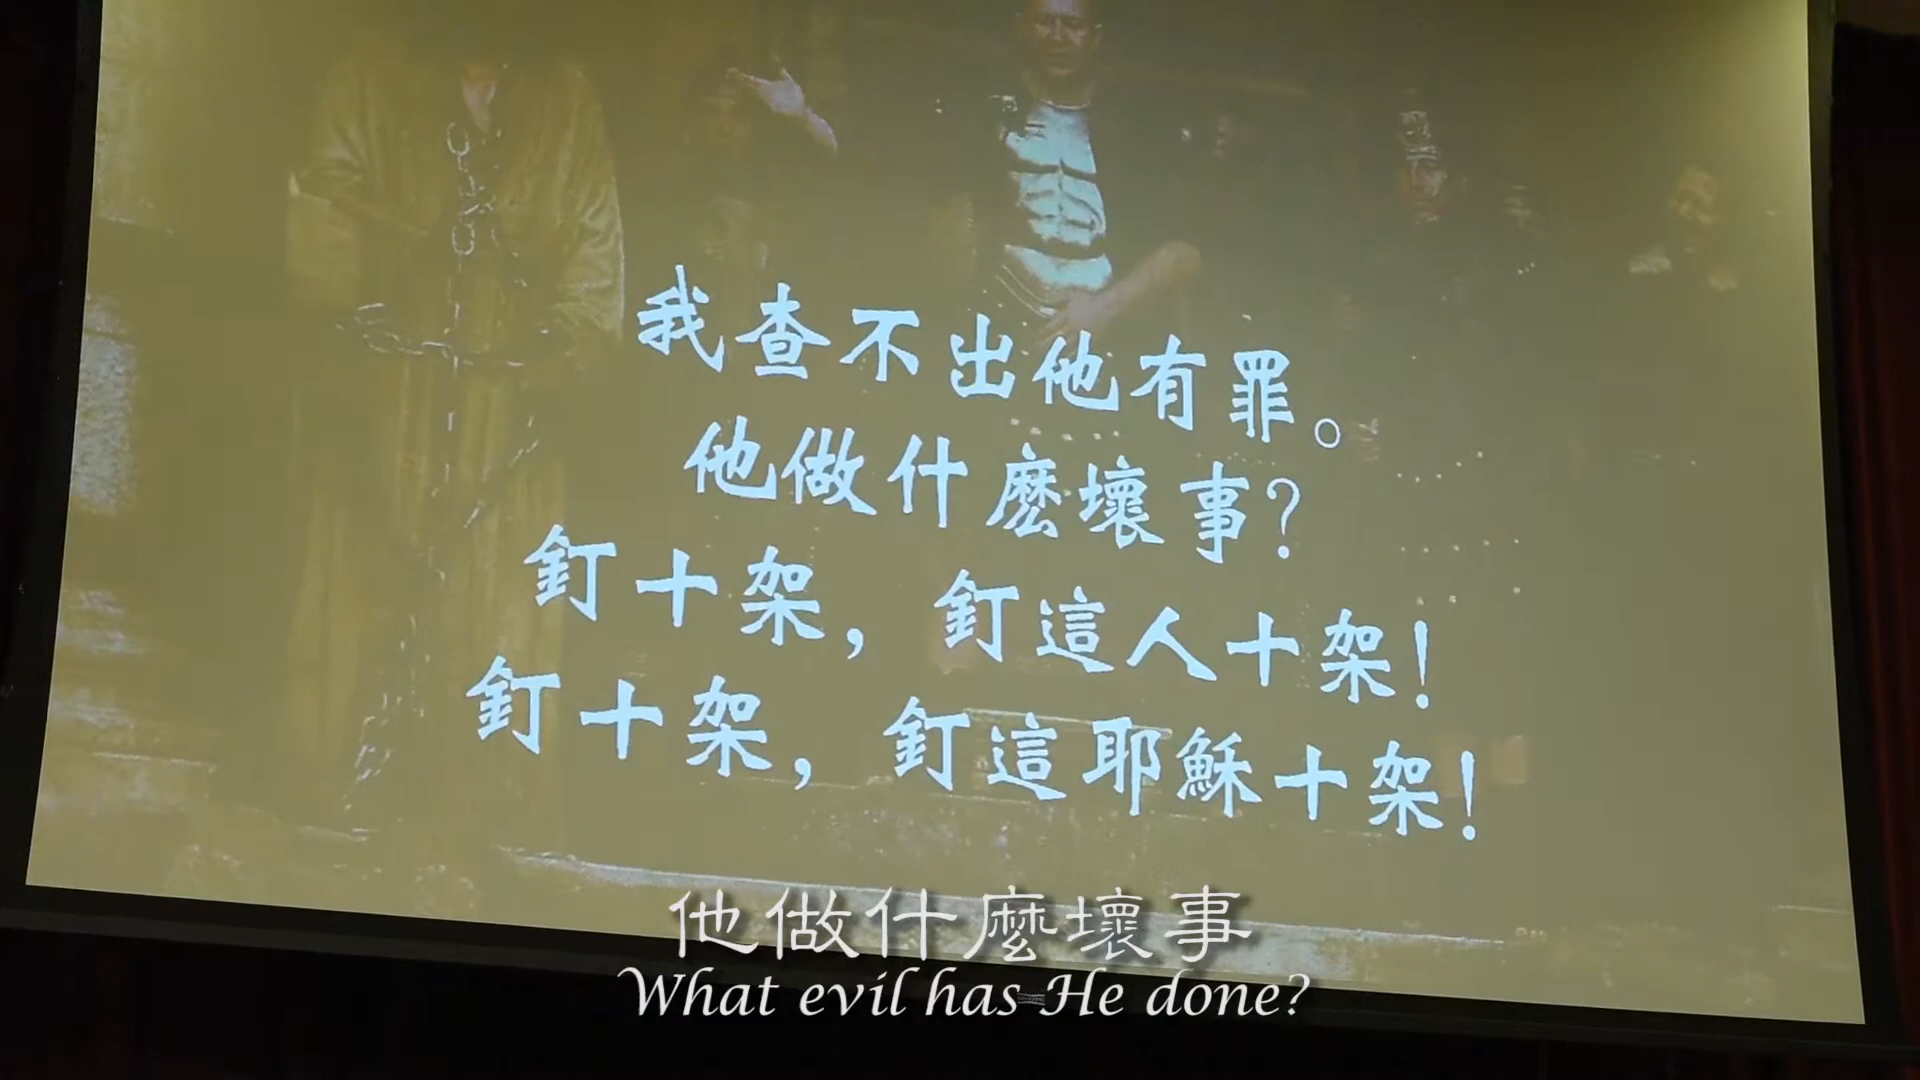 我查不出他有罪。
他做什麼壞事?
釘十架,釘這人十架!
釘十架,釘這耶穌十架!
他做什麼壞事
What evil has He done?